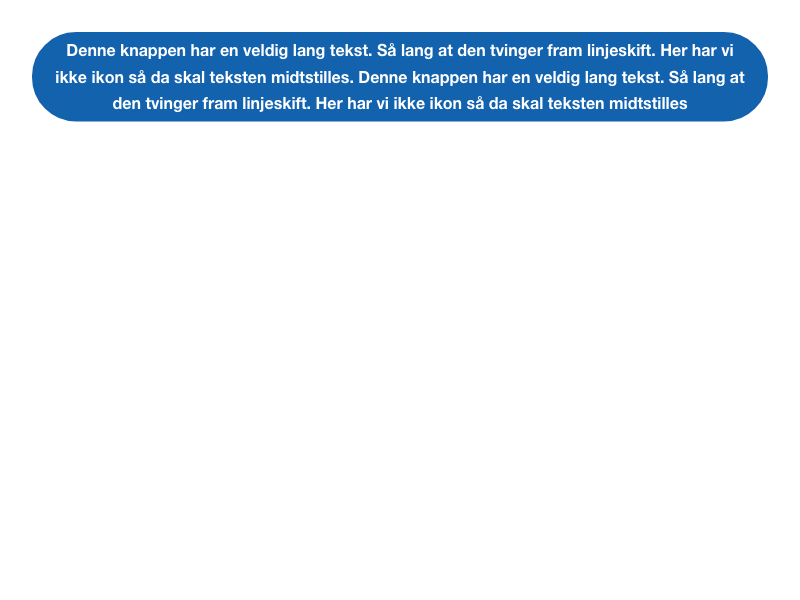 Denne knappen har en veldig lang tekst. Så lang at den tvinger fram linjeskift. Her har vi
ikke ikon så da skal teksten midtstilles. Denne knappen har en veldig lang tekst. Så lang at
den tvinger fram linjeskift. Her har vi ikke ikon så da skal teksten midtstilles